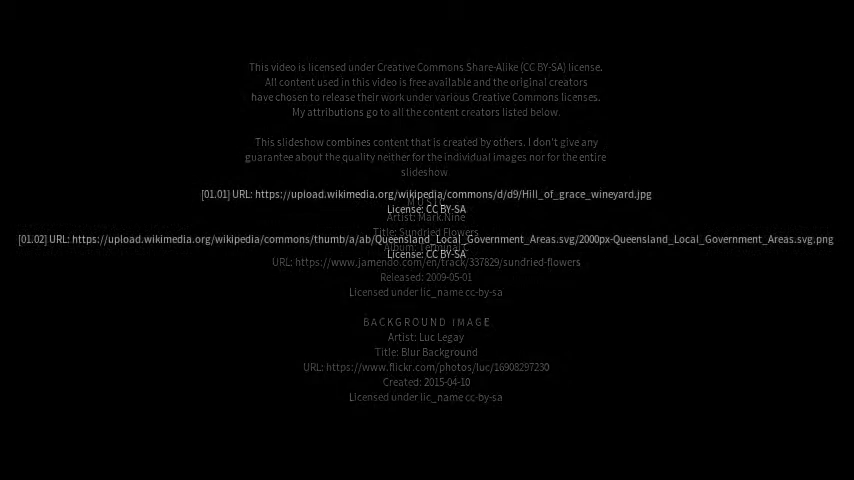 This video is licensed under Creative Commons Share-Alike (CC BY-SA) license.
All content used in this video is free available and the original creators
have chosen to release their work under various Creative Commons licenses.
My attributions go to all the content creators listed below.
This slideshow combines content that is created by others. I don't give any
guarantee about the quality neither for the individual images nor for the entire
slideshow
[01.01] URL: https://upload.wikimedia.org/wikipedia/commons/d/d9/Hill_of_grace_wineyard.jpg
MUSIC
License: CC BY-SA
Artist: Mark.Nine
Title: Sundried Flowers
[01.02] URL: https://upload.wikimedia.org/wikipedia/commons/thumb/a/ab/Queensland_Local_Government_Areas.svg/2000px-Queensland_Local_Government_Areas.svg.png
Album:
License: CC BY-SA
URL: https://www.jamendo.com/en/track/337829/sundried-flowers
Released: 2009-05-01
Licensed under lic_name cc-by-sa
BACKGROUND IMAGE
Artist: Luc Legay
Title: Blur Background
URL: https://www.flickr.com/photos/luc/16908297230
Created: 2015-04-10
Licensed under lic_name cc-by-sa